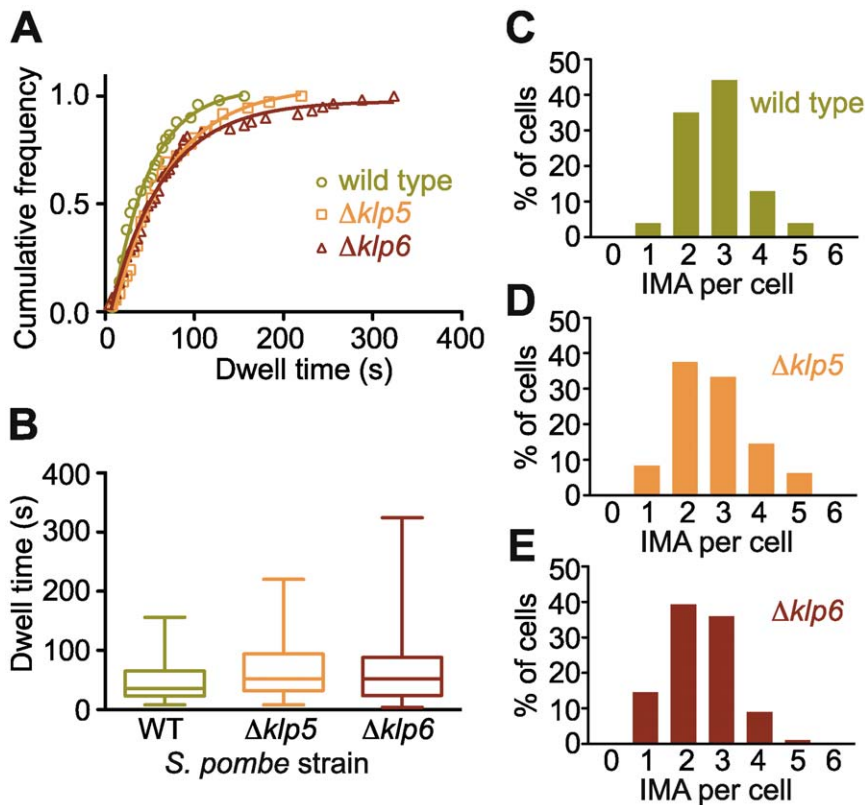 A
Cumulative frequency
1.0
0.5
0.0
0
100
200
300
400
Dwell time (s)
wild type
Δklp5
Δklp6
B
Dwell time (s)
400
300
200
100
0
WT
Δklp5
Δklp6
S. pombe strain
C
% of cells
50
40
30
20
10
0
wild type
0 1 2 3 4 5 6
IMA per cell
D
% of cells
50
40
30
20
10
0
Δklp5
0 1 2 3 4 5 6
IMA per cell
E
% of cells
50
40
30
20
10
0
Δklp6
0 1 2 3 4 5 6
IMA per cell